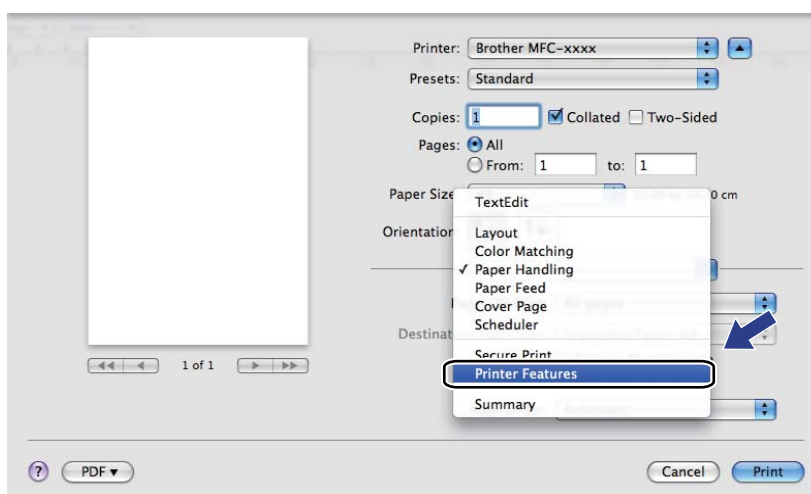 Printer: Brother MFC-xxxx
Presets: Standard
Copies: 1 Collated Two-Sided
Pages: All
From: 1 to: 1
Paper Size
0 cm
Orientation
TextEdit
Layout
Color Matching
✓ Paper Handling
Paper Feed
Cover Page
Scheduler
Destinat
Secure Print
Printer Features
Summary
1 of 1
? PDF ▼ Cancel Print